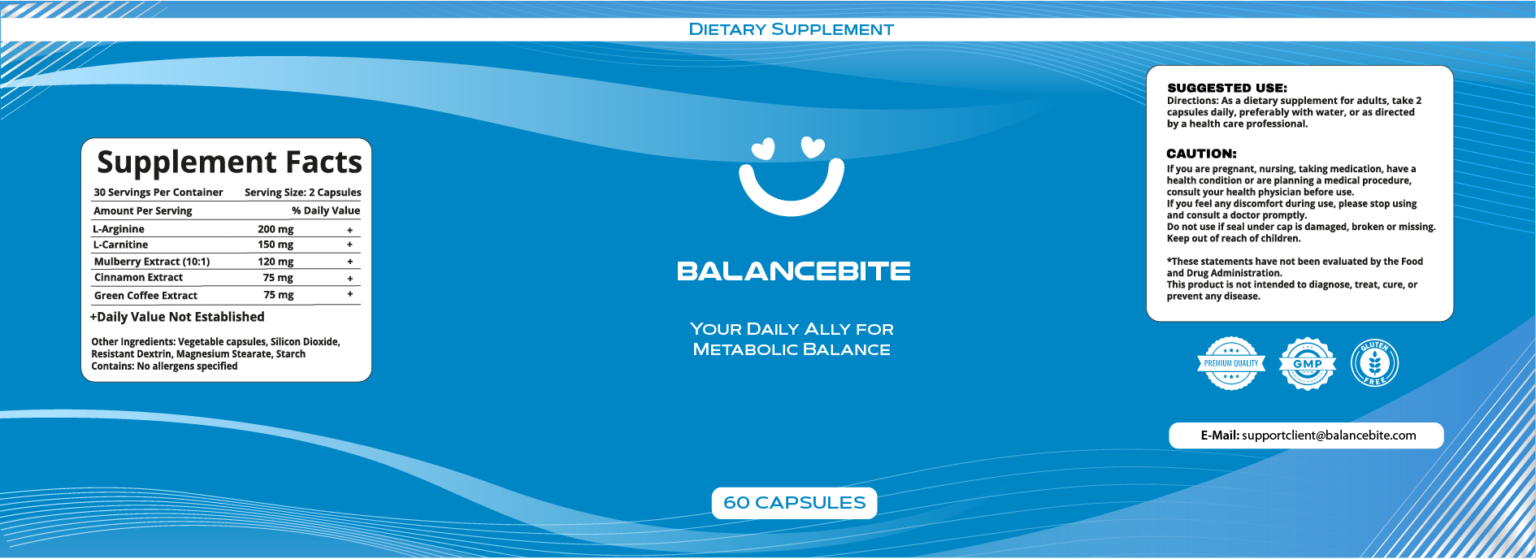 DIETARY SUPPLEMENT
Supplement Facts
30 Servings Per Container Serving Size: 2 Capsules
Amount Per Serving % Daily Value
L-Arginine 200 mg +
L-Carnitine 150 mg +
Mulberry Extract (10:1) 120 mg +
Cinnamon Extract 75 mg +
Green Coffee Extract 75 mg +
+Daily Value Not Established
Other Ingredients: Vegetable capsules, Silicon Dioxide,
Resistant Dextrin, Magnesium Stearate, Starch
Contains: No allergens specified
BALANCEBITE
YOUR DAILY ALLY FOR
METABOLIC BALANCE
60 CAPSULES
SUGGESTED USE:
Directions: As a dietary supplement for adults, take 2
capsules daily, preferably with water, or as directed
by a health care professional.
CAUTION:
If you are pregnant, nursing, taking medication, have a
health condition or are planning a medical procedure,
consult your health physician before use.
If you feel any discomfort during use, please stop using
and consult a doctor promptly.
Do not use if seal under cap is damaged, broken or missing.
Keep out of reach of children.
*These statements have not been evaluated by the Food
and Drug Administration.
This product is not intended to diagnose, treat, cure, or
prevent any disease.
PREMIUM QUALITY
GMP
GLUTEN
FREE
E-Mail: supportclient@balancebite.com